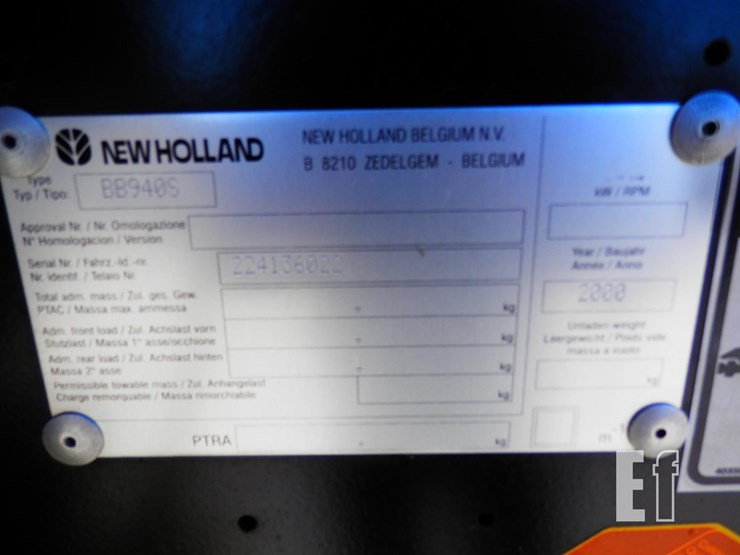 NEW HOLLAND
NEW HOLLAND BELGIUM N.V.
B 8210 ZEDELGEM - BELGIUM
Type
Typ / Tipo:
BB940S
kW / RPM
Approval Nr. / Nr. Omologazione
N° Homologacion / Version
Serial Nr. / Fahrz.-Id.-nr.
Nr. identif. / Telaio Nr.
224136022
Year / Baujahr
Année / Anno
2000
Total adm. mass / Zul. ges. Gew.
PTAC / Massa max. ammessa
kg
Adm. front load / Zul. Achslast vorn
Stutzlast / Massa 1° asse/occhione
kg
Unladen weight
Leergewicht / Poids vide
massa a vuoto
kg
Adm. rear load / Zul. Achslast hinten
Massa 2° asse
kg
Permissible towable mass / Zul. Anhangelast
Charge remorquable / Massa rimorchiabile
kg
PTRA
kg
m
Ef